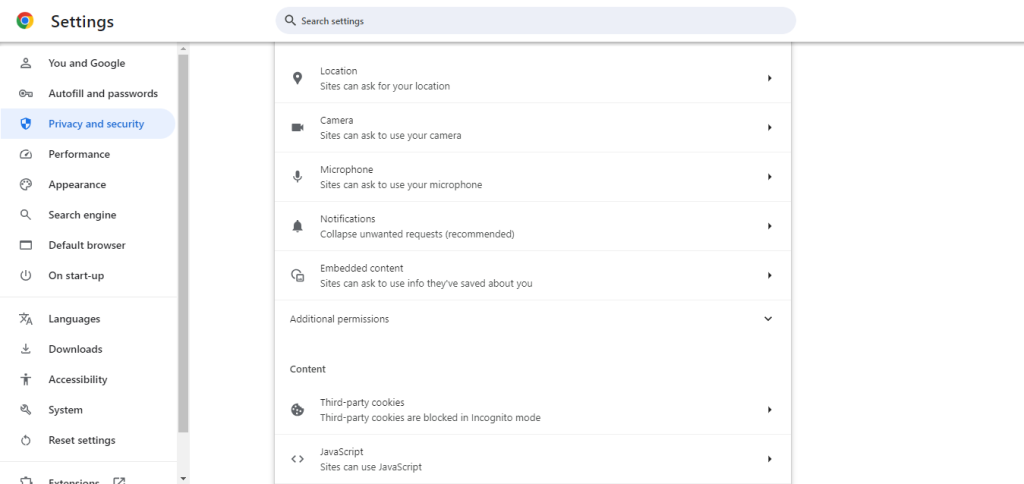 Settings
Search settings
You and Google
Autofill and passwords
Privacy and security
Performance
Appearance
Search engine
Default browser
On start-up
Languages
Downloads
Accessibility
System
Reset settings
Extensions
Location
Sites can ask for your location
Camera
Sites can ask to use your camera
Microphone
Sites can ask to use your microphone
Notifications
Collapse unwanted requests (recommended)
Embedded content
Sites can ask to use info they've saved about you
Additional permissions
Content
Third-party cookies
Third-party cookies are blocked in Incognito mode
JavaScript
Sites can use JavaScript